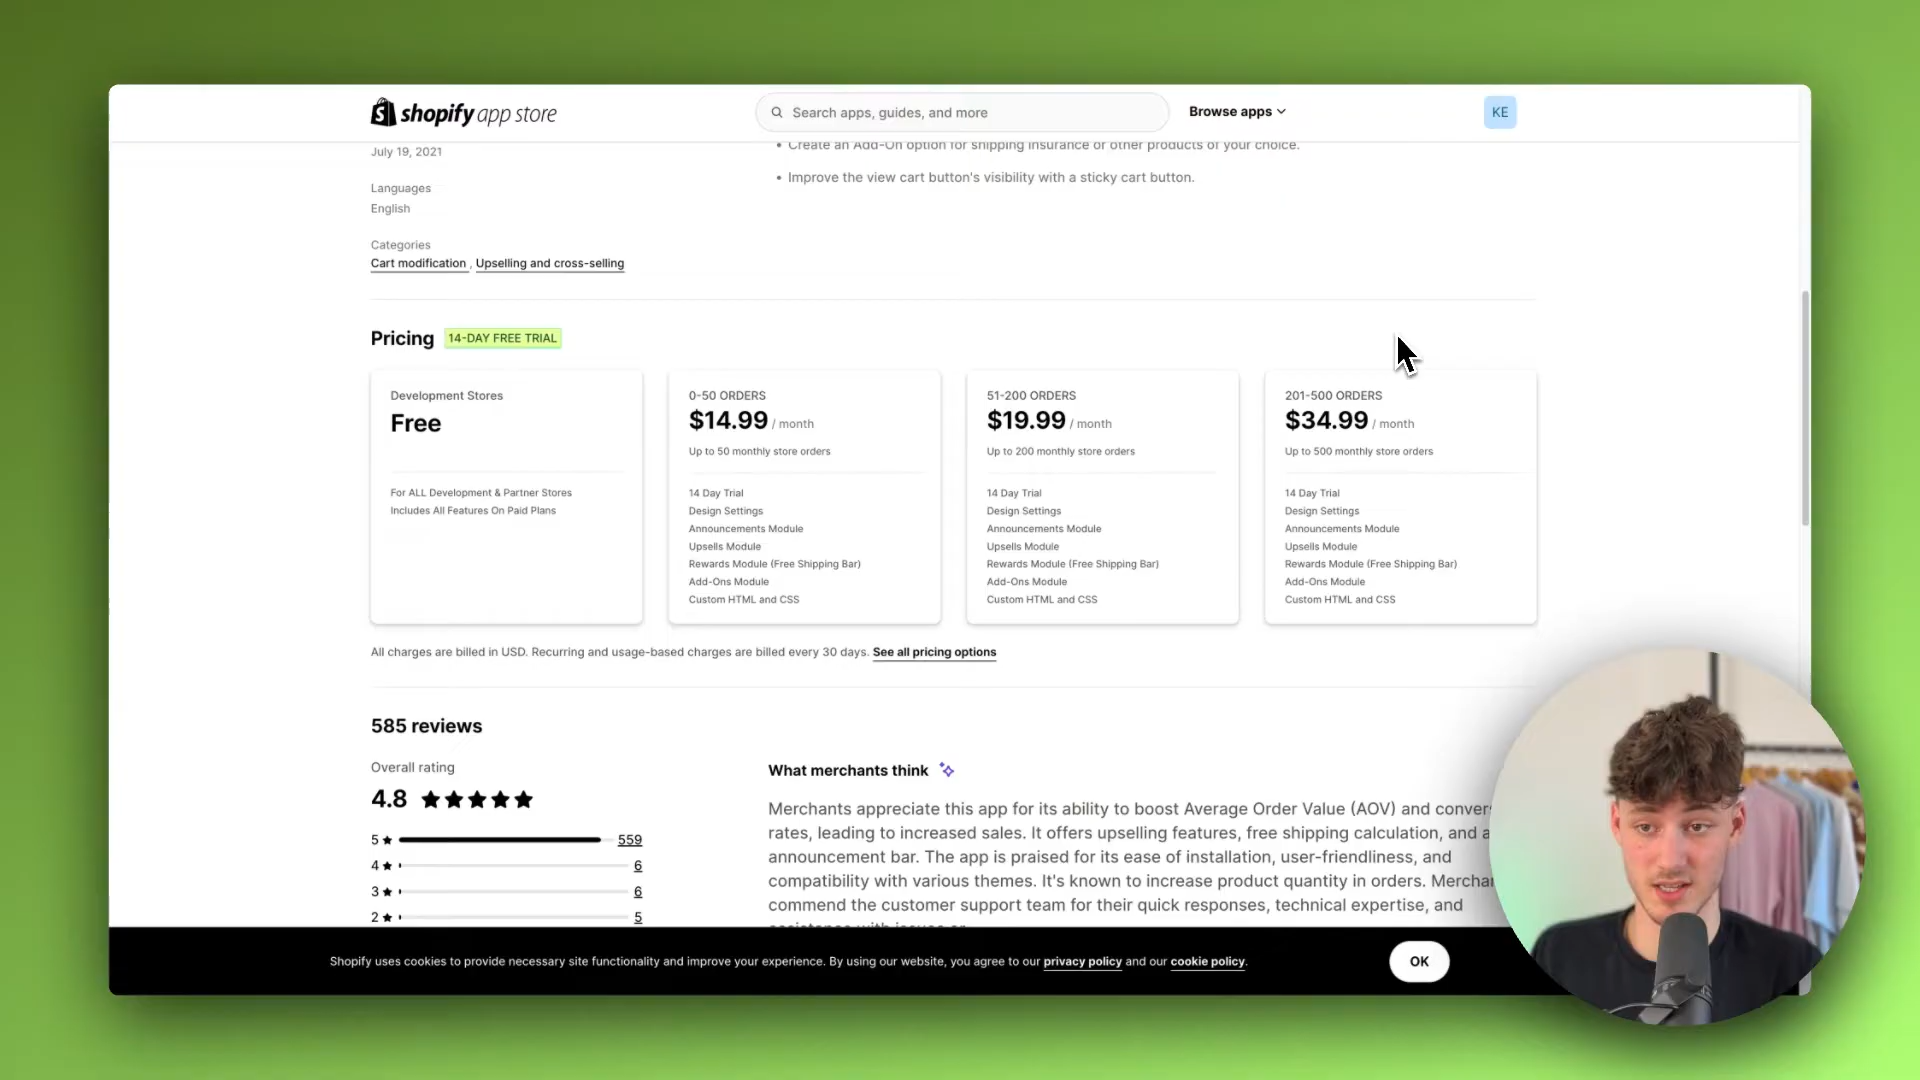 shopify app store
Search apps, guides, and more
Browse apps
KE
July 19, 2021
Languages
English
Categories
Cart modification , Upselling and cross-selling
• Create an Add-On option for shipping insurance or other products of your choice.
• Improve the view cart button's visibility with a sticky cart button.
Pricing 14-DAY FREE TRIAL
Development Stores
Free
For ALL Development & Partner Stores
Includes All Features On Paid Plans
0-50 ORDERS
$14.99 / month
Up to 50 monthly store orders
14 Day Trial
Design Settings
Announcements Module
Upsells Module
Rewards Module (Free Shipping Bar)
Add-Ons Module
Custom HTML and CSS
51-200 ORDERS
$19.99 / month
Up to 200 monthly store orders
14 Day Trial
Design Settings
Announcements Module
Upsells Module
Rewards Module (Free Shipping Bar)
Add-Ons Module
Custom HTML and CSS
201-500 ORDERS
$34.99 / month
Up to 500 monthly store orders
14 Day Trial
Design Settings
Announcements Module
Upsells Module
Rewards Module (Free Shipping Bar)
Add-Ons Module
Custom HTML and CSS
All charges are billed in USD. Recurring and usage-based charges are billed every 30 days. See all pricing options
585 reviews
Overall rating
4.8
5 559
4 6
3 6
2 5
What merchants think
Merchants appreciate this app for its ability to boost Average Order Value (AOV) and conver
rates, leading to increased sales. It offers upselling features, free shipping calculation, and a
announcement bar. The app is praised for its ease of installation, user-friendliness, and
compatibility with various themes. It's known to increase product quantity in orders. Mercha
commend the customer support team for their quick responses, technical expertise, and
Shopify uses cookies to provide necessary site functionality and improve your experience. By using our website, you agree to our privacy policy and our cookie policy.
OK